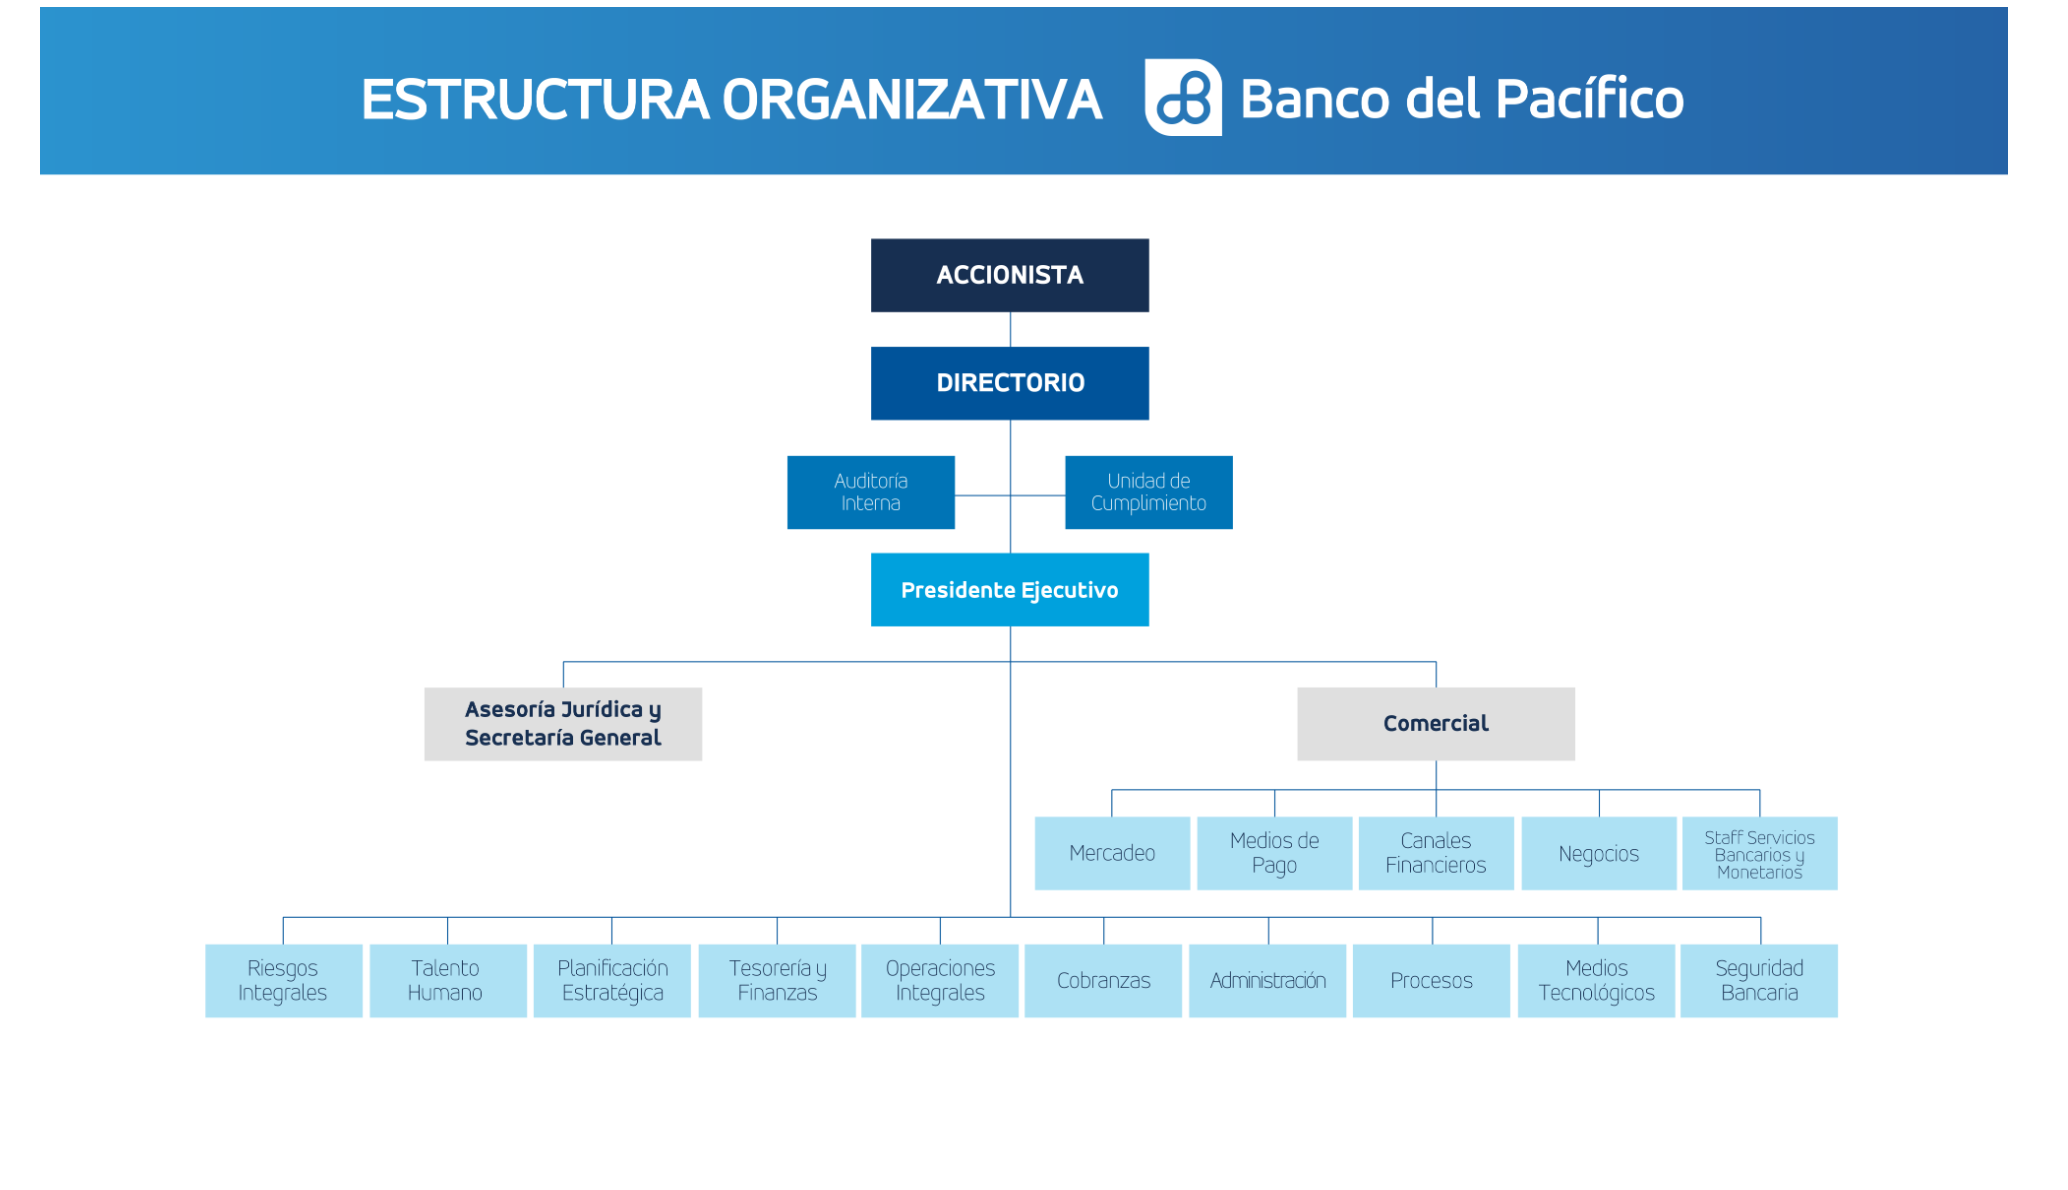 ESTRUCTURA ORGANIZATIVA Banco del Pacífico
ACCIONISTA
DIRECTORIO
Auditoría
Interna
Unidad de
Cumplimiento
Presidente Ejecutivo
Asesoría Jurídica y
Secretaría General
Comercial
Mercadeo
Medios de
Pago
Canales
Financieros
Negocios
Staff Servicios
Bancarios y
Monetarios
Riesgos
Integrales
Talento
Humano
Planificación
Estratégica
Tesorería y
Finanzas
Operaciones
Integrales
Cobranzas
Administración
Procesos
Medios
Tecnológicos
Seguridad
Bancaria